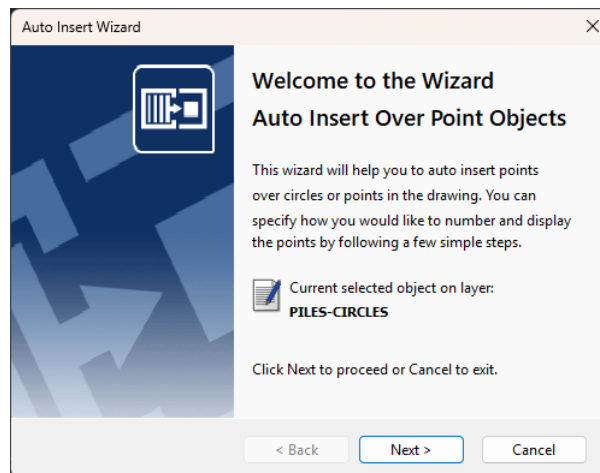 Auto Insert Wizard
Welcome to the Wizard
Auto Insert Over Point Objects
This wizard will help you to auto insert points
over circles or points in the drawing. You can
specify how you would like to number and display
the points by following a few simple steps.
Current selected object on layer:
PILES-CIRCLES
Click Next to proceed or Cancel to exit.
< Back Next > Cancel